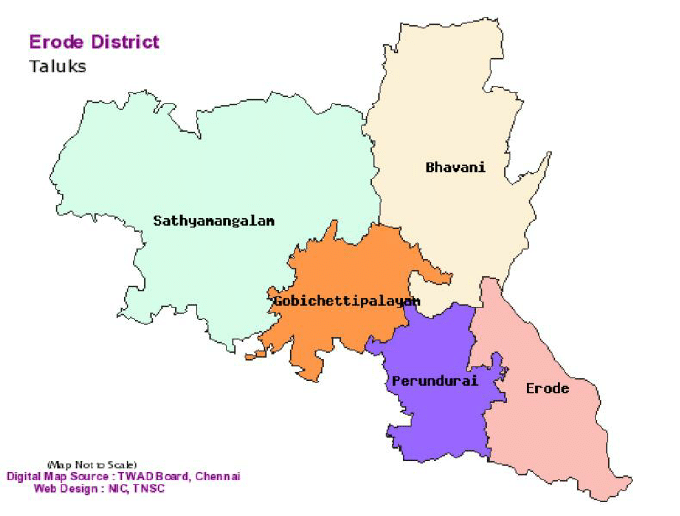 Erode District
Taluks
Bhavani
Sathyamangalam
Gobichettipalayam
Perundurai
Erode
(Map Not to Scale)
Digital Map Source : TWAD Board, Chennai
Web Design : NIC, TNSC